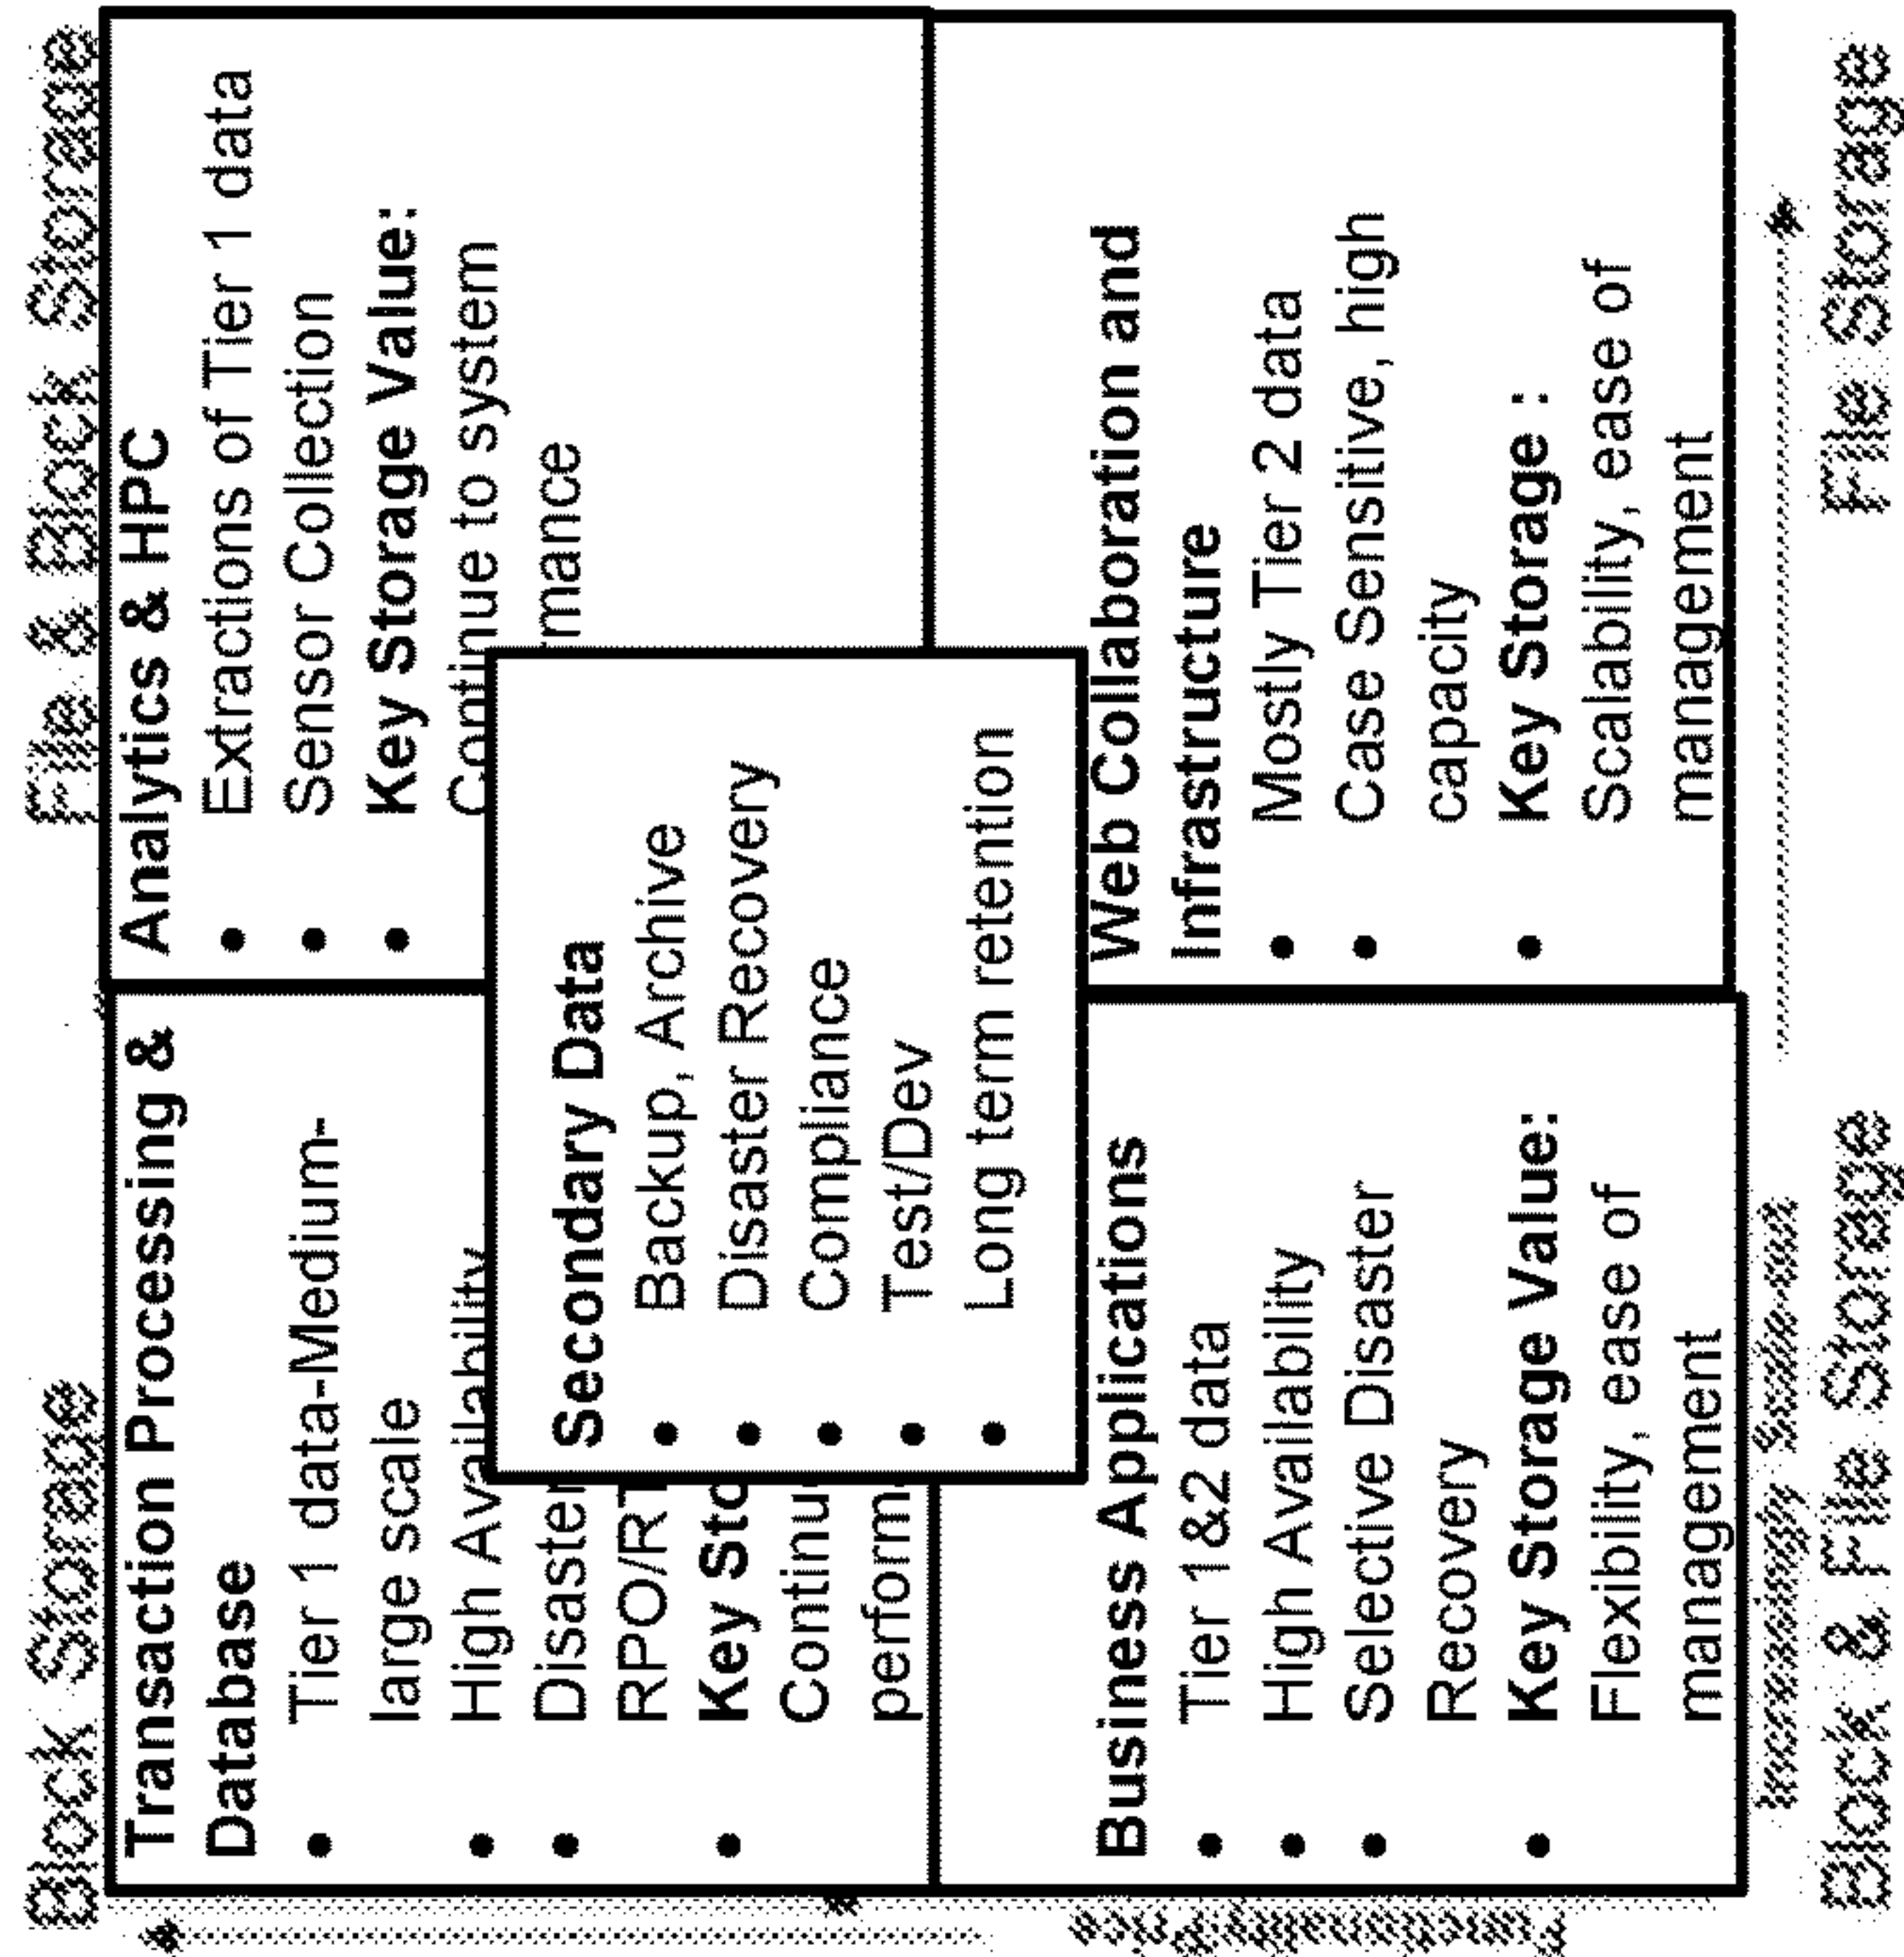 Block Storage
File & Block Storage
Transaction Processing &
Database
• Tier 1 data-Medium-
large scale
• High Availability
• Disaster
RPO/RT
• Key Sto
Continu
perform
Analytics & HPC
• Extractions of Tier 1 data
• Sensor Collection
• Key Storage Value:
Continue to system
mance
Secondary Data
• Backup, Archive
• Disaster Recovery
• Compliance
• Test/Dev
• Long term retention
Business Applications
• Tier 1&2 data
• High Availability
• Selective Disaster
Recovery
• Key Storage Value:
Flexibility, ease of
management
Web Collaboration and
Infrastructure
• Mostly Tier 2 data
• Case Sensitive, high
capacity
• Key Storage :
Scalability, ease of
management
Block & File Storage
File Storage